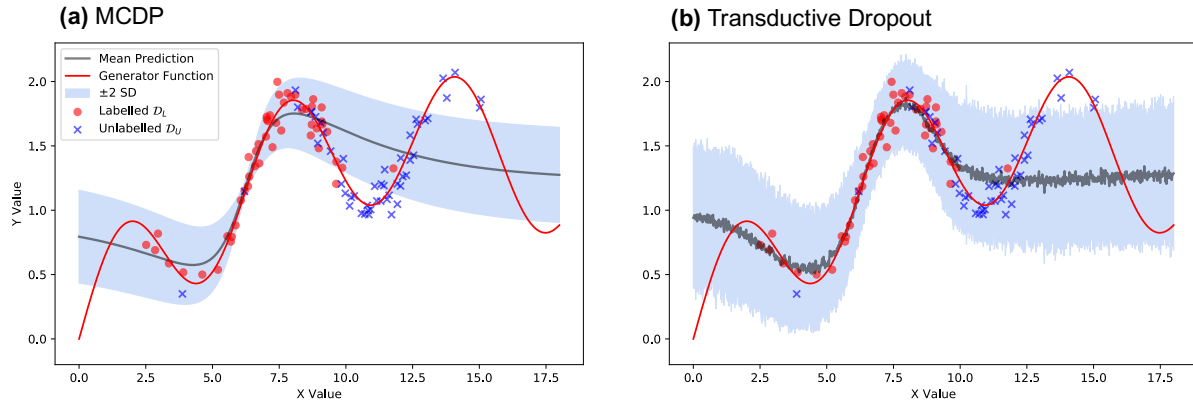 (a) MCDP
Mean Prediction
Generator Function
±2 SD
Labelled 𝒟_L
Unlabelled 𝒟_U
Y Value
2.0
1.5
1.0
0.5
0.0
0.0 2.5 5.0 7.5 10.0 12.5 15.0 17.5
X Value
(b) Transductive Dropout
2.0
1.5
1.0
0.5
0.0
0.0 2.5 5.0 7.5 10.0 12.5 15.0 17.5
X Value